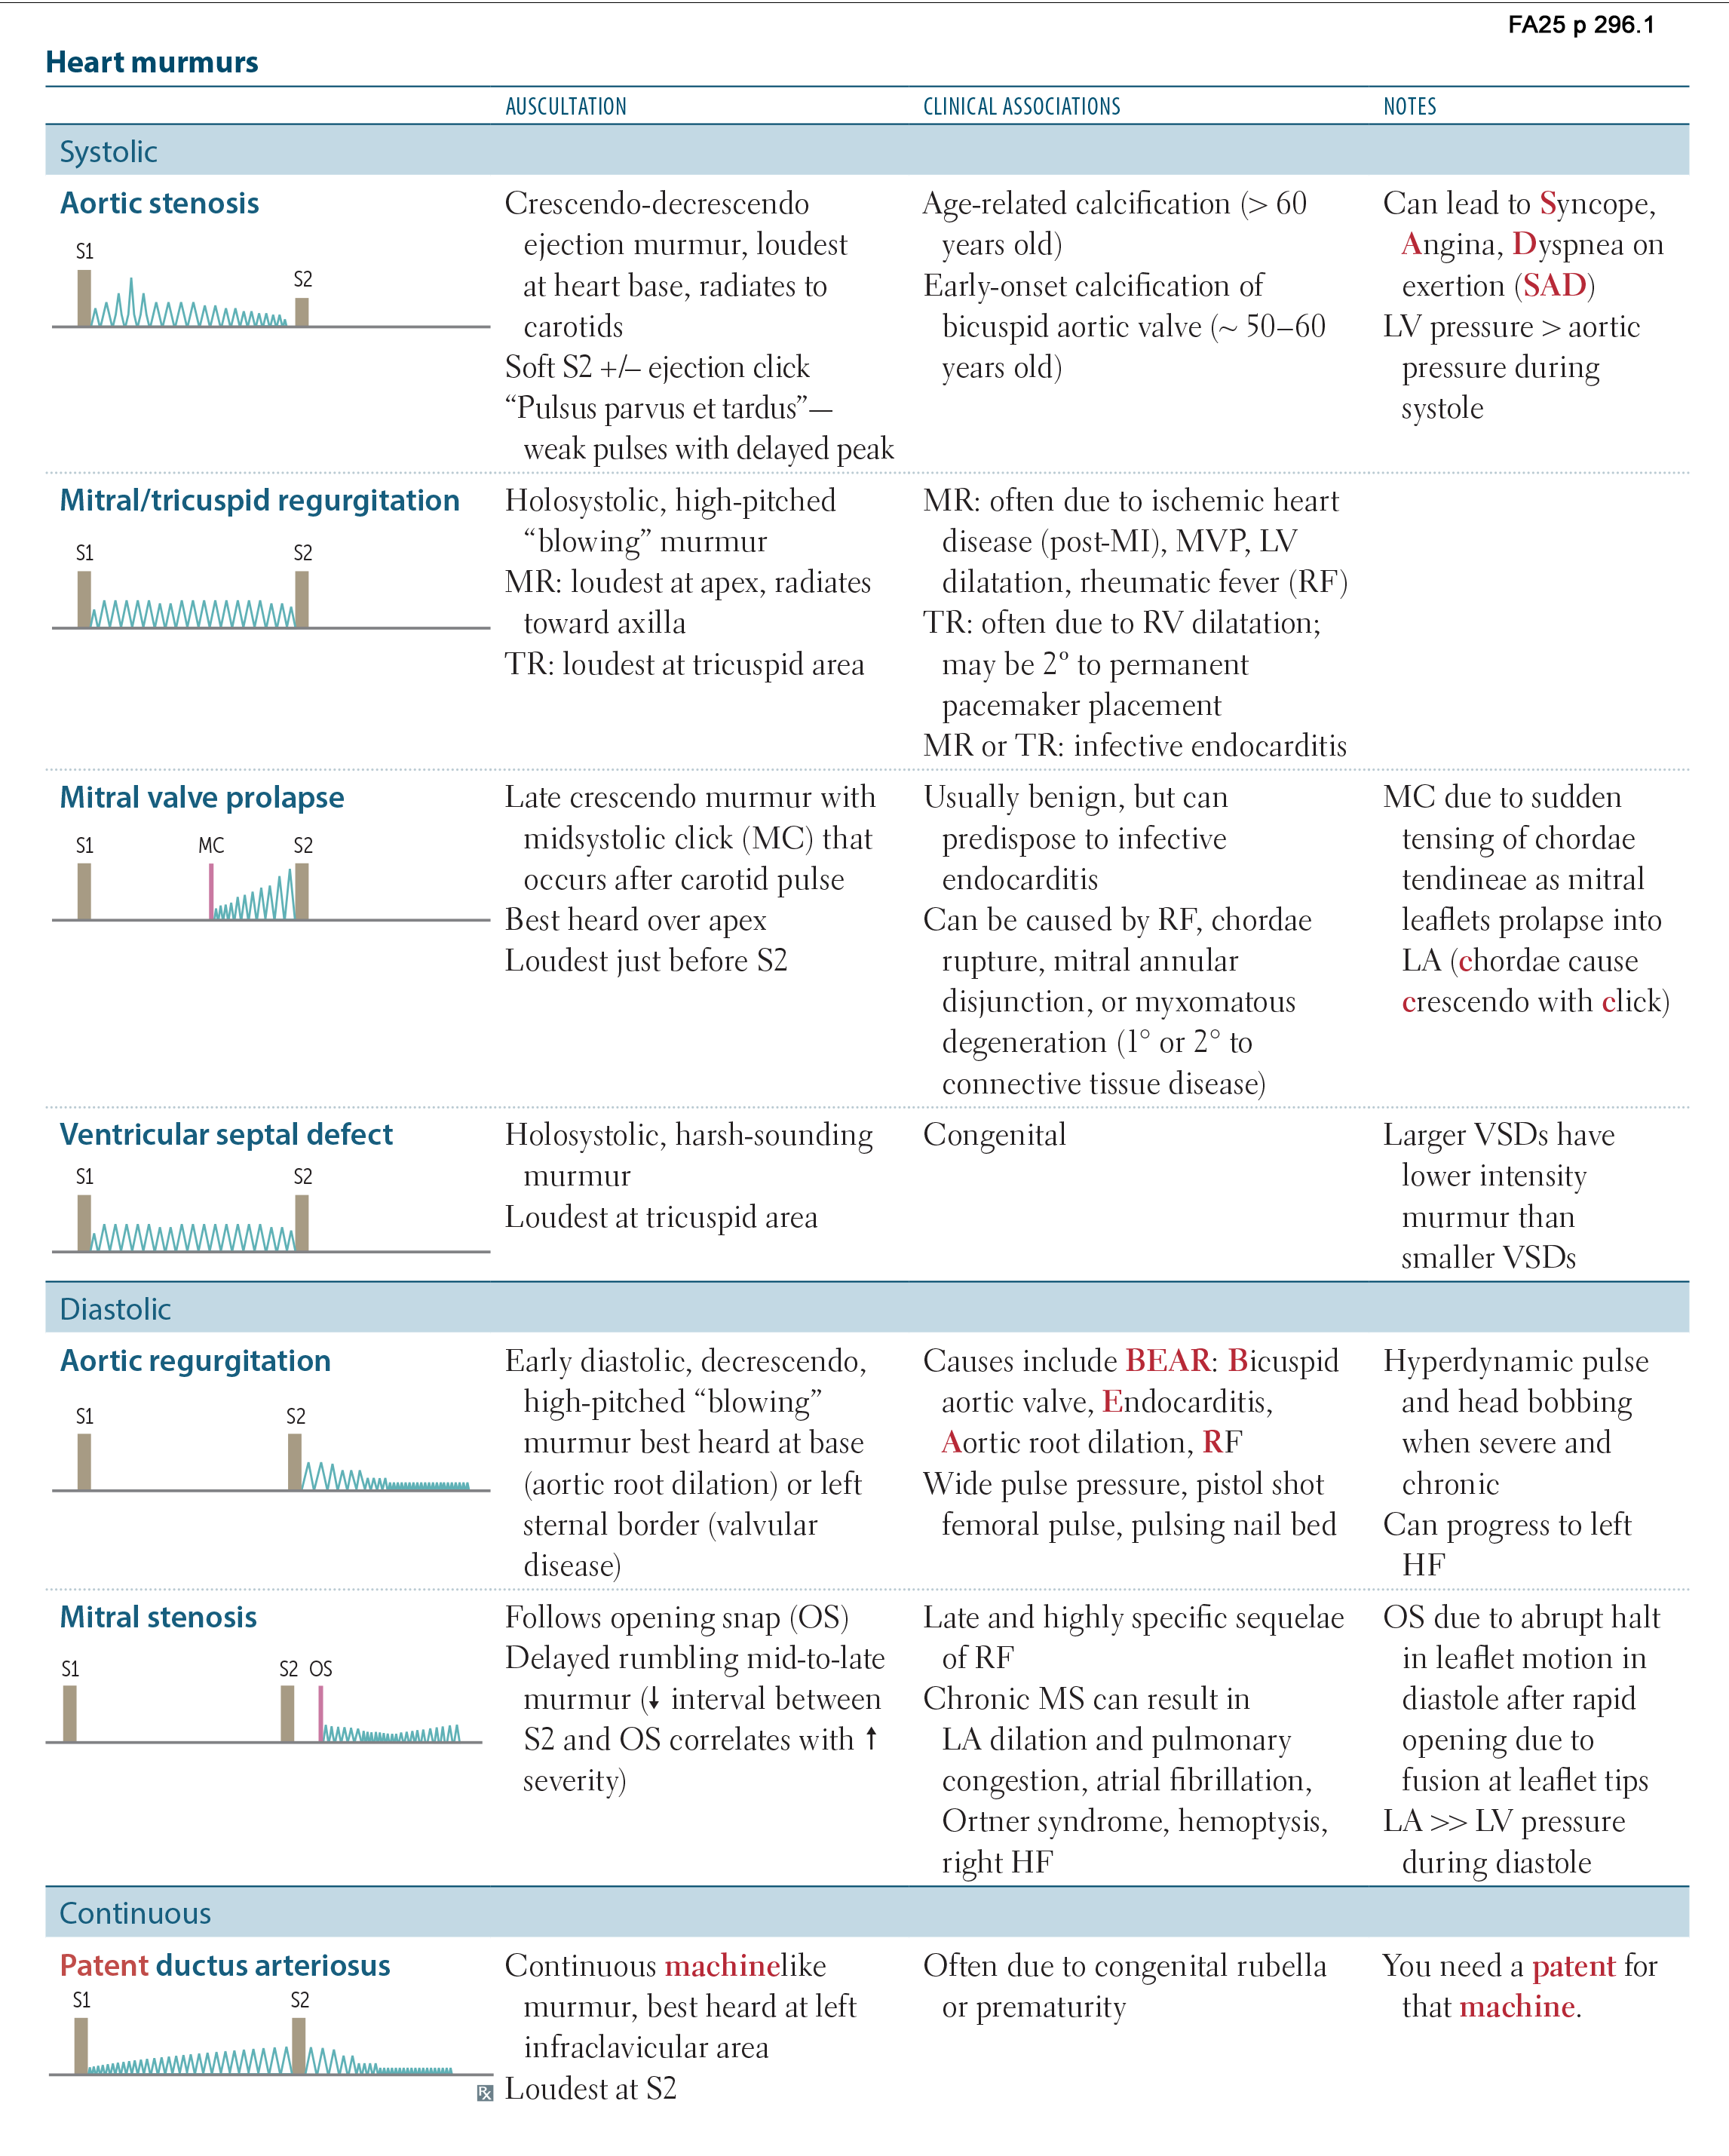 FA25 p 296.1
Heart murmurs
AUSCULTATION
CLINICAL ASSOCIATIONS
NOTES
Systolic
Aortic stenosis
S1
S2
Crescendo-decrescendo
ejection murmur, loudest
at heart base, radiates to
carotids
Soft S2 +/– ejection click
“Pulsus parvus et tardus”—
weak pulses with delayed peak
Age-related calcification (> 60
years old)
Early-onset calcification of
bicuspid aortic valve (~ 50–60
years old)
Can lead to Syncope,
Angina, Dyspnea on
exertion (SAD)
LV pressure > aortic
pressure during
systole
Mitral/tricuspid regurgitation
S1
S2
Holosystolic, high-pitched
“blowing” murmur
MR: loudest at apex, radiates
toward axilla
TR: loudest at tricuspid area
MR: often due to ischemic heart
disease (post-MI), MVP, LV
dilatation, rheumatic fever (RF)
TR: often due to RV dilatation;
may be 2° to permanent
pacemaker placement
MR or TR: infective endocarditis
Mitral valve prolapse
S1
MC
S2
Late crescendo murmur with
midsystolic click (MC) that
occurs after carotid pulse
Best heard over apex
Loudest just before S2
Usually benign, but can
predispose to infective
endocarditis
Can be caused by RF, chordae
rupture, mitral annular
disjunction, or myxomatous
degeneration (1° or 2° to
connective tissue disease)
MC due to sudden
tensing of chordae
tendineae as mitral
leaflets prolapse into
LA (chordae cause
crescendo with click)
Ventricular septal defect
S1
S2
Holosystolic, harsh-sounding
murmur
Loudest at tricuspid area
Congenital
Larger VSDs have
lower intensity
murmur than
smaller VSDs
Diastolic
Aortic regurgitation
S1
S2
Early diastolic, decrescendo,
high-pitched “blowing”
murmur best heard at base
(aortic root dilation) or left
sternal border (valvular
disease)
Causes include BEAR: Bicuspid
aortic valve, Endocarditis,
Aortic root dilation, RF
Wide pulse pressure, pistol shot
femoral pulse, pulsing nail bed
Hyperdynamic pulse
and head bobbing
when severe and
chronic
Can progress to left
HF
Mitral stenosis
S1
S2
OS
Follows opening snap (OS)
Delayed rumbling mid-to-late
murmur (↓ interval between
S2 and OS correlates with ↑
severity)
Late and highly specific sequelae
of RF
Chronic MS can result in
LA dilation and pulmonary
congestion, atrial fibrillation,
Ortner syndrome, hemoptysis,
right HF
OS due to abrupt halt
in leaflet motion in
diastole after rapid
opening due to
fusion at leaflet tips
LA >> LV pressure
during diastole
Continuous
Patent ductus arteriosus
S1
S2
Rx
Continuous machinelike
murmur, best heard at left
infraclavicular area
Loudest at S2
Often due to congenital rubella
or prematurity
You need a patent for
that machine.